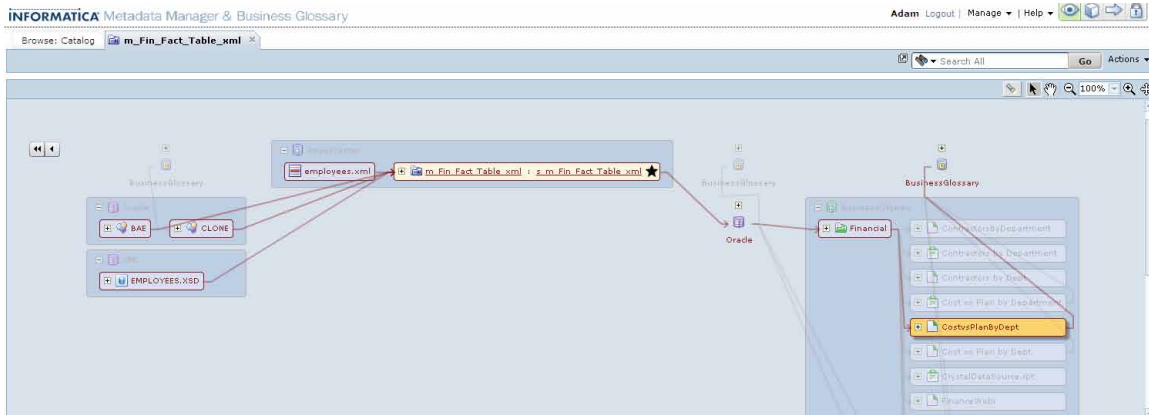 INFORMATICA Metadata Manager & Business Glossary
Adam Logout | Manage | Help
Browse: Catalog
m_Fin_Fact_Table_xml
Search All
Go
Actions
100%
employees.xml
m_Fin_Fact_Table_xml : s_m_Fin_Fact_Table_xml
BusinessGlossary
BusinessGlossary
BusinessGlossary
BAE
CLONE
EMPLOYEES.XSD
Oracle
Financial
ContractorsByDepartment
Contractors by Department
Contractors by Dept.
Cost vs Plan by Department
CostvsPlanByDept
Cost vs Plan by Dept.
CrystalDataSource.rpt
FinanceWebi